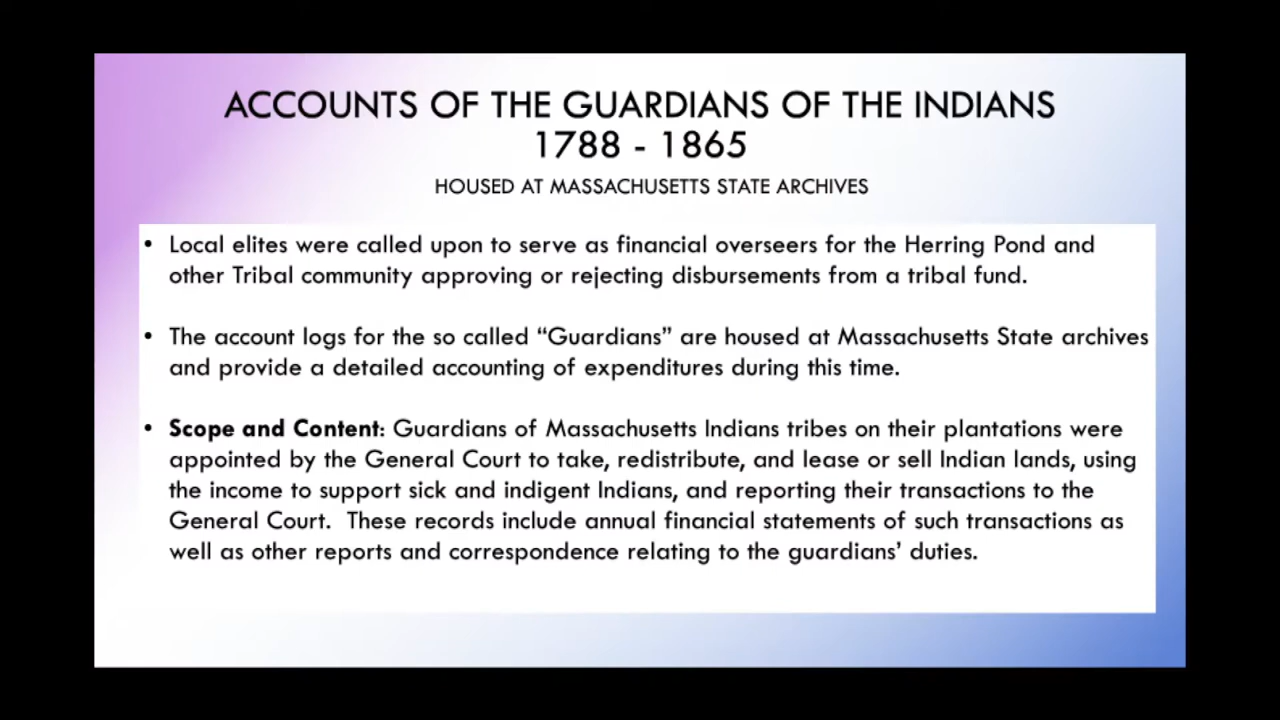 ACCOUNTS OF THE GUARDIANS OF THE INDIANS
1788 - 1865
HOUSED AT MASSACHUSETTS STATE ARCHIVES
• Local elites were called upon to serve as financial overseers for the Herring Pond and
other Tribal community approving or rejecting disbursements from a tribal fund.
• The account logs for the so called “Guardians” are housed at Massachusetts State archives
and provide a detailed accounting of expenditures during this time.
• Scope and Content: Guardians of Massachusetts Indians tribes on their plantations were
appointed by the General Court to take, redistribute, and lease or sell Indian lands, using
the income to support sick and indigent Indians, and reporting their transactions to the
General Court.  These records include annual financial statements of such transactions as
well as other reports and correspondence relating to the guardians’ duties.